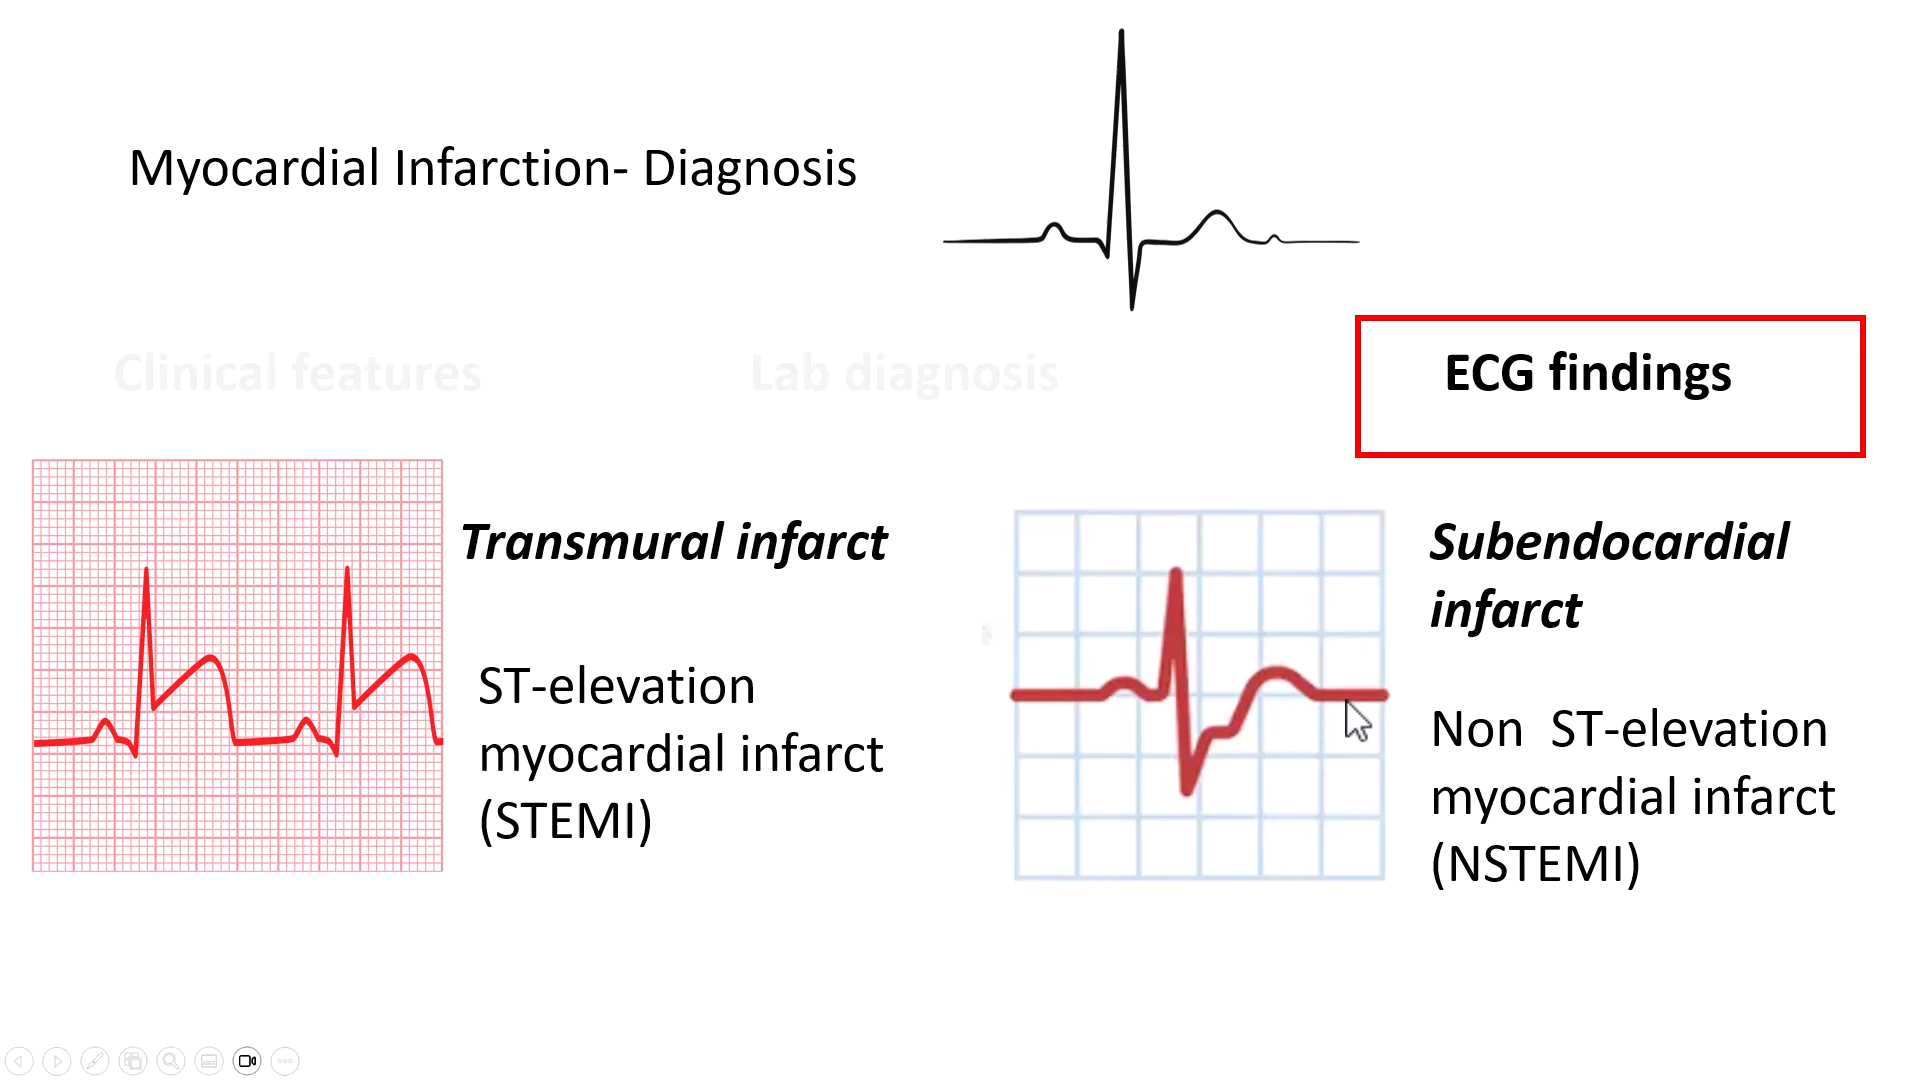 Myocardial Infarction- Diagnosis
Clinical features
Lab diagnosis
ECG findings
Transmural infarct
ST-elevation
myocardial infarct
(STEMI)
Subendocardial
infarct
Non  ST-elevation
myocardial infarct
(NSTEMI)